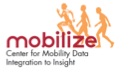 mobilize
Center for Mobility Data
Integration to Insight